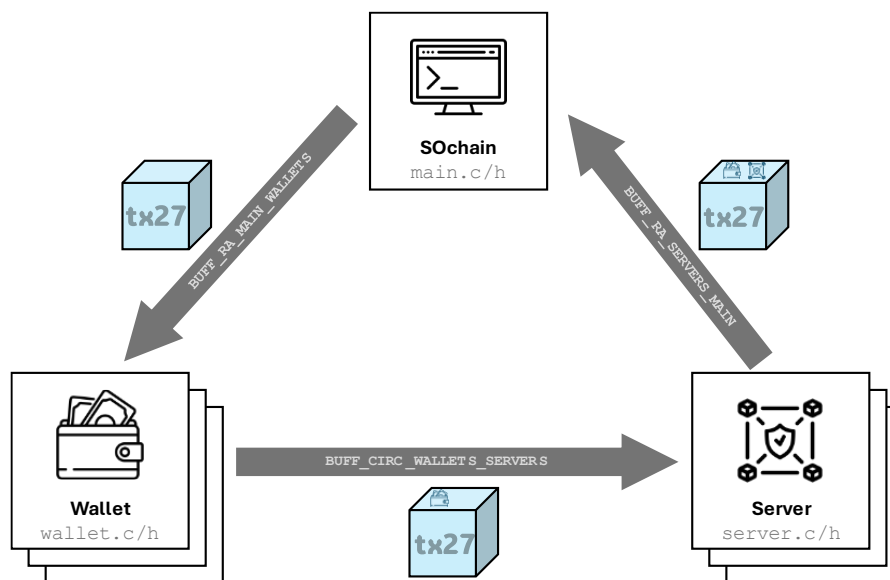 SOchain
main.c/h
tx27
BUFF_RA_MAIN_WALLETS
tx27
BUFF_RA_SERVERS_MAIN
Wallet
wallet.c/h
BUFF_CIRC_WALLETS_SERVERS
tx27
Server
server.c/h